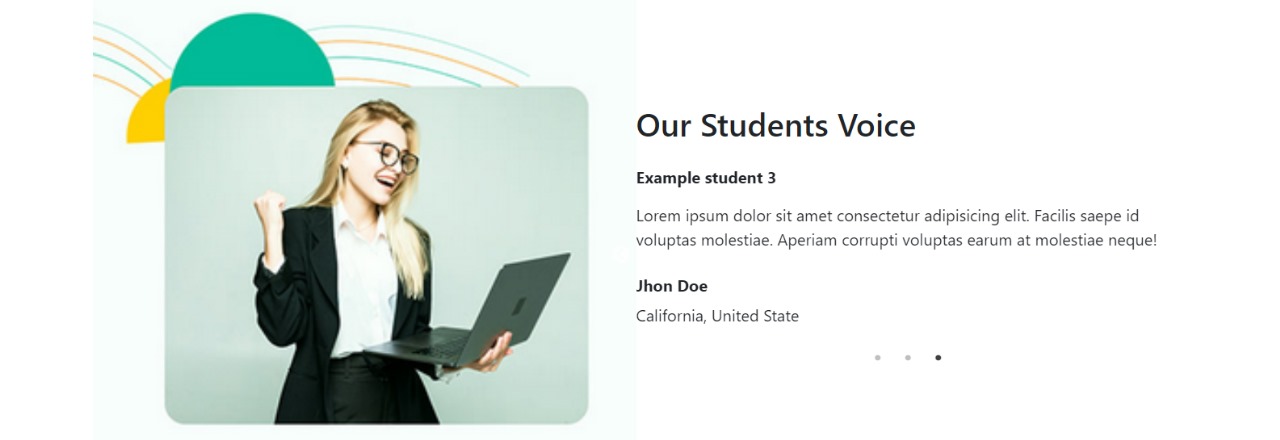 Our Students Voice
Example student 3
Lorem ipsum dolor sit amet consectetur adipisicing elit. Facilis saepe id
voluptas molestiae. Aperiam corrupti voluptas earum at molestiae neque!
Jhon Doe
California, United State